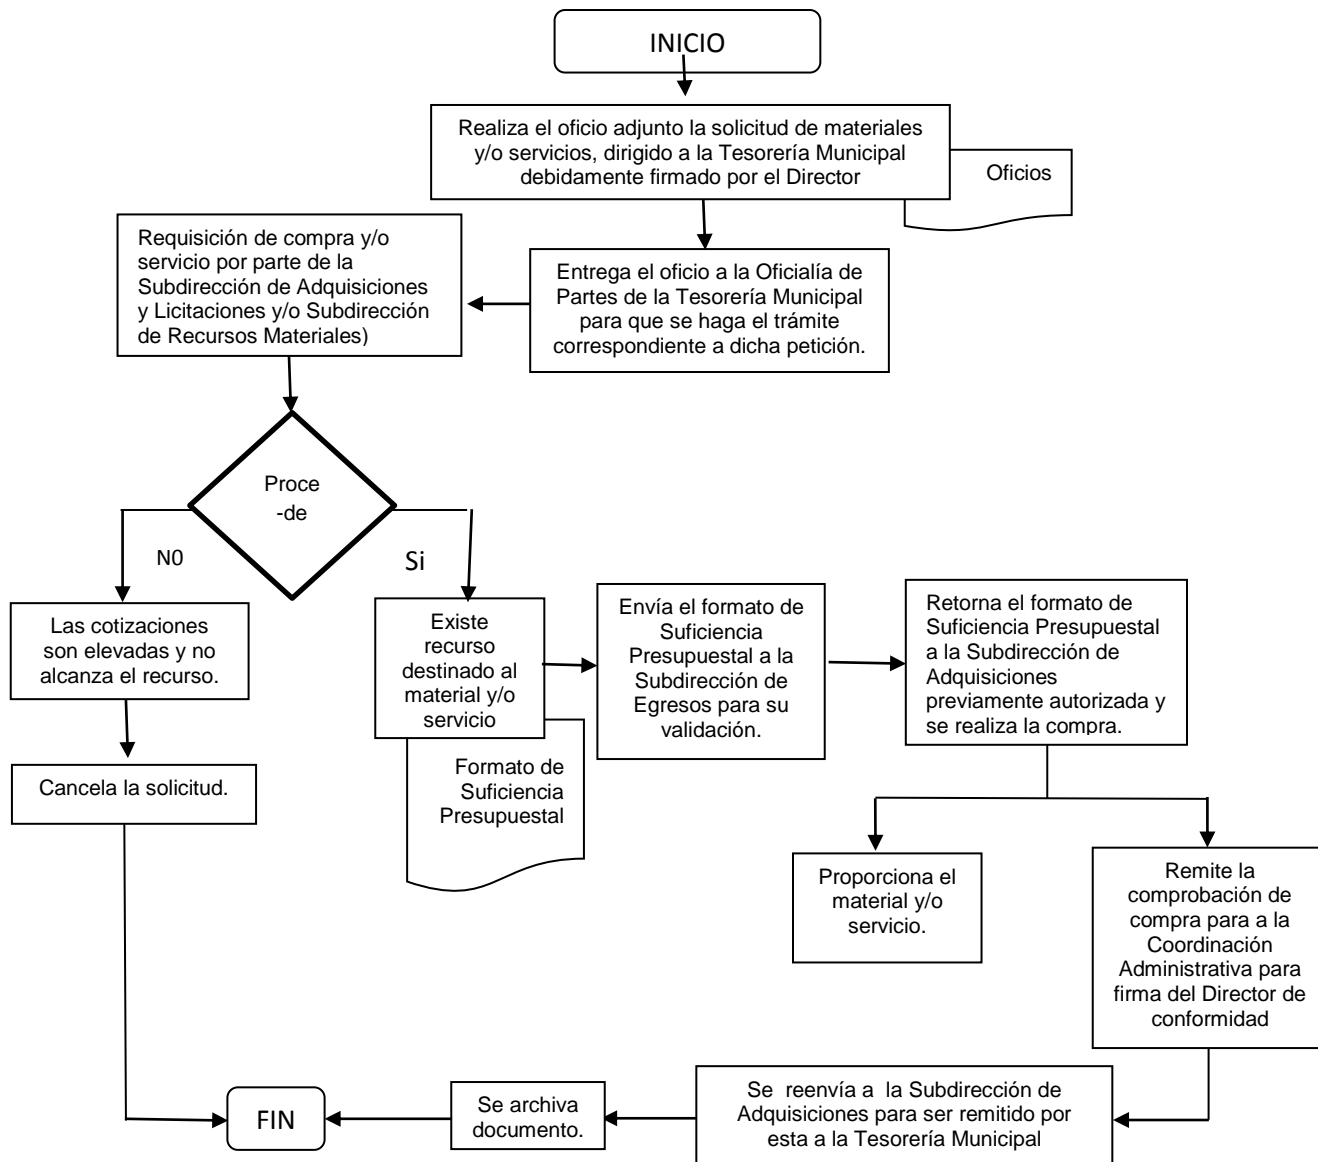 INICIO
Realiza el oficio adjunto la solicitud de materiales
y/o servicios, dirigido a la Tesorería Municipal
debidamente firmado por el Director
Oficios
Entrega el oficio a la Oficialía de
Partes de la Tesorería Municipal
para que se haga el trámite
correspondiente a dicha petición.
Requisición de compra y/o
servicio por parte de la
Subdirección de Adquisiciones
y Licitaciones y/o Subdirección
de Recursos Materiales)
Proce
-de
N0
Si
Las cotizaciones
son elevadas y no
alcanza el recurso.
Cancela la solicitud.
Existe
recurso
destinado al
material y/o
servicio
Formato de
Suficiencia
Presupuestal
Envía el formato de
Suficiencia
Presupuestal a la
Subdirección de
Egresos para su
validación.
Retorna el formato de
Suficiencia Presupuestal
a la Subdirección de
Adquisiciones
previamente autorizada y
se realiza la compra.
Proporciona el
material y/o
servicio.
Remite la
comprobación de
compra para a la
Coordinación
Administrativa para
firma del Director de
conformidad
Se reenvía a la Subdirección de
Adquisiciones para ser remitido por
esta a la Tesorería Municipal
Se archiva
documento.
FIN